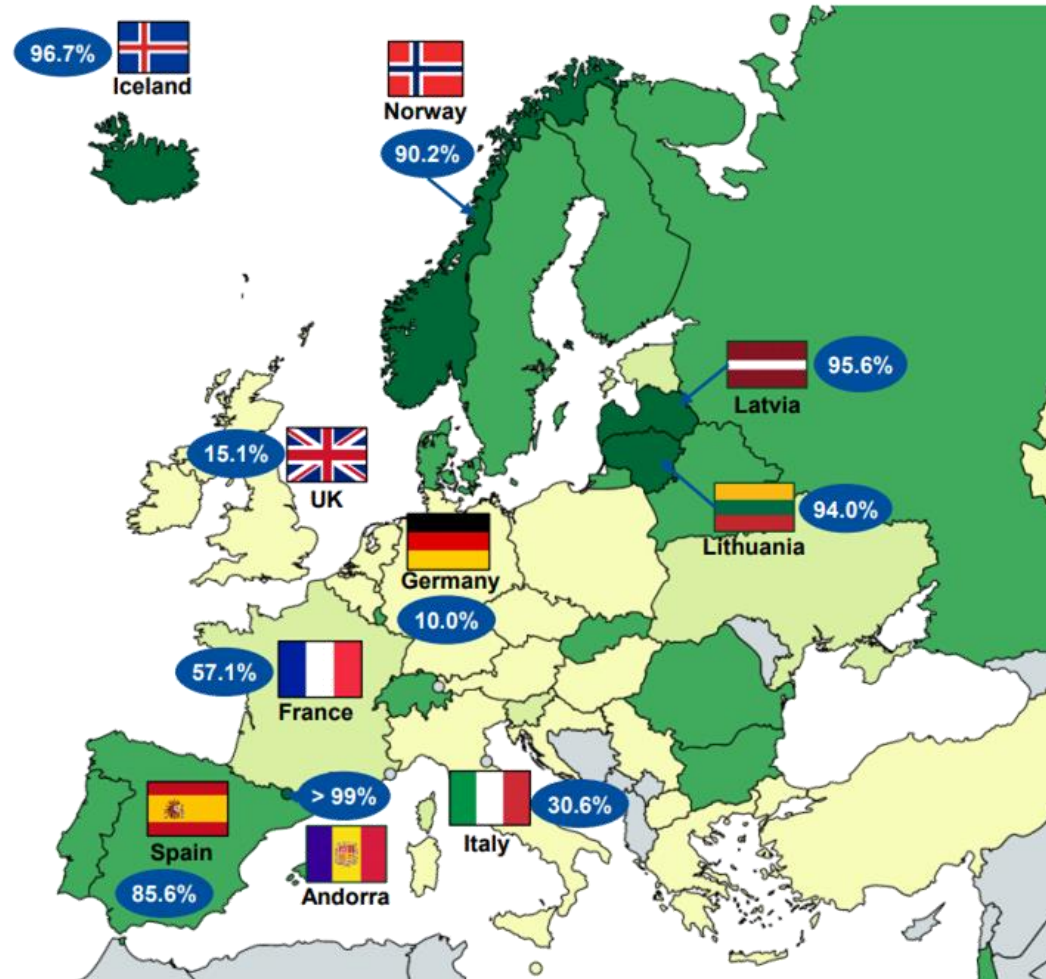 96.7%
Iceland
Norway
90.2%
95.6%
Latvia
15.1%
UK
94.0%
Lithuania
Germany
10.0%
57.1%
France
> 99%
Spain
Italy
30.6%
Andorra
85.6%